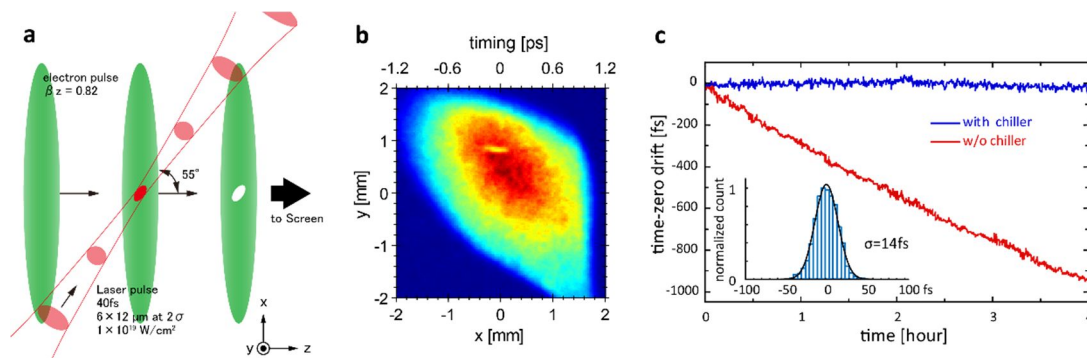 a
electron pulse
β z = 0.82
55°
to Screen
Laser pulse
40fs
6 × 12 μm at 2 σ
1 × 10¹⁹ W/cm²
x
y z
b
timing [ps]
-1.2 -0.6 0 0.6 1.2
2
1
0
-1
-2
y [mm]
-2 -1 0 1 2
x [mm]
c
time-zero drift [fs]
0
-200
-400
-600
-800
-1000
with chiller
w/o chiller
normalized count
1
0
σ=14fs
-100 -50 0 50 100 fs
0 1 2 3 4
time [hour]